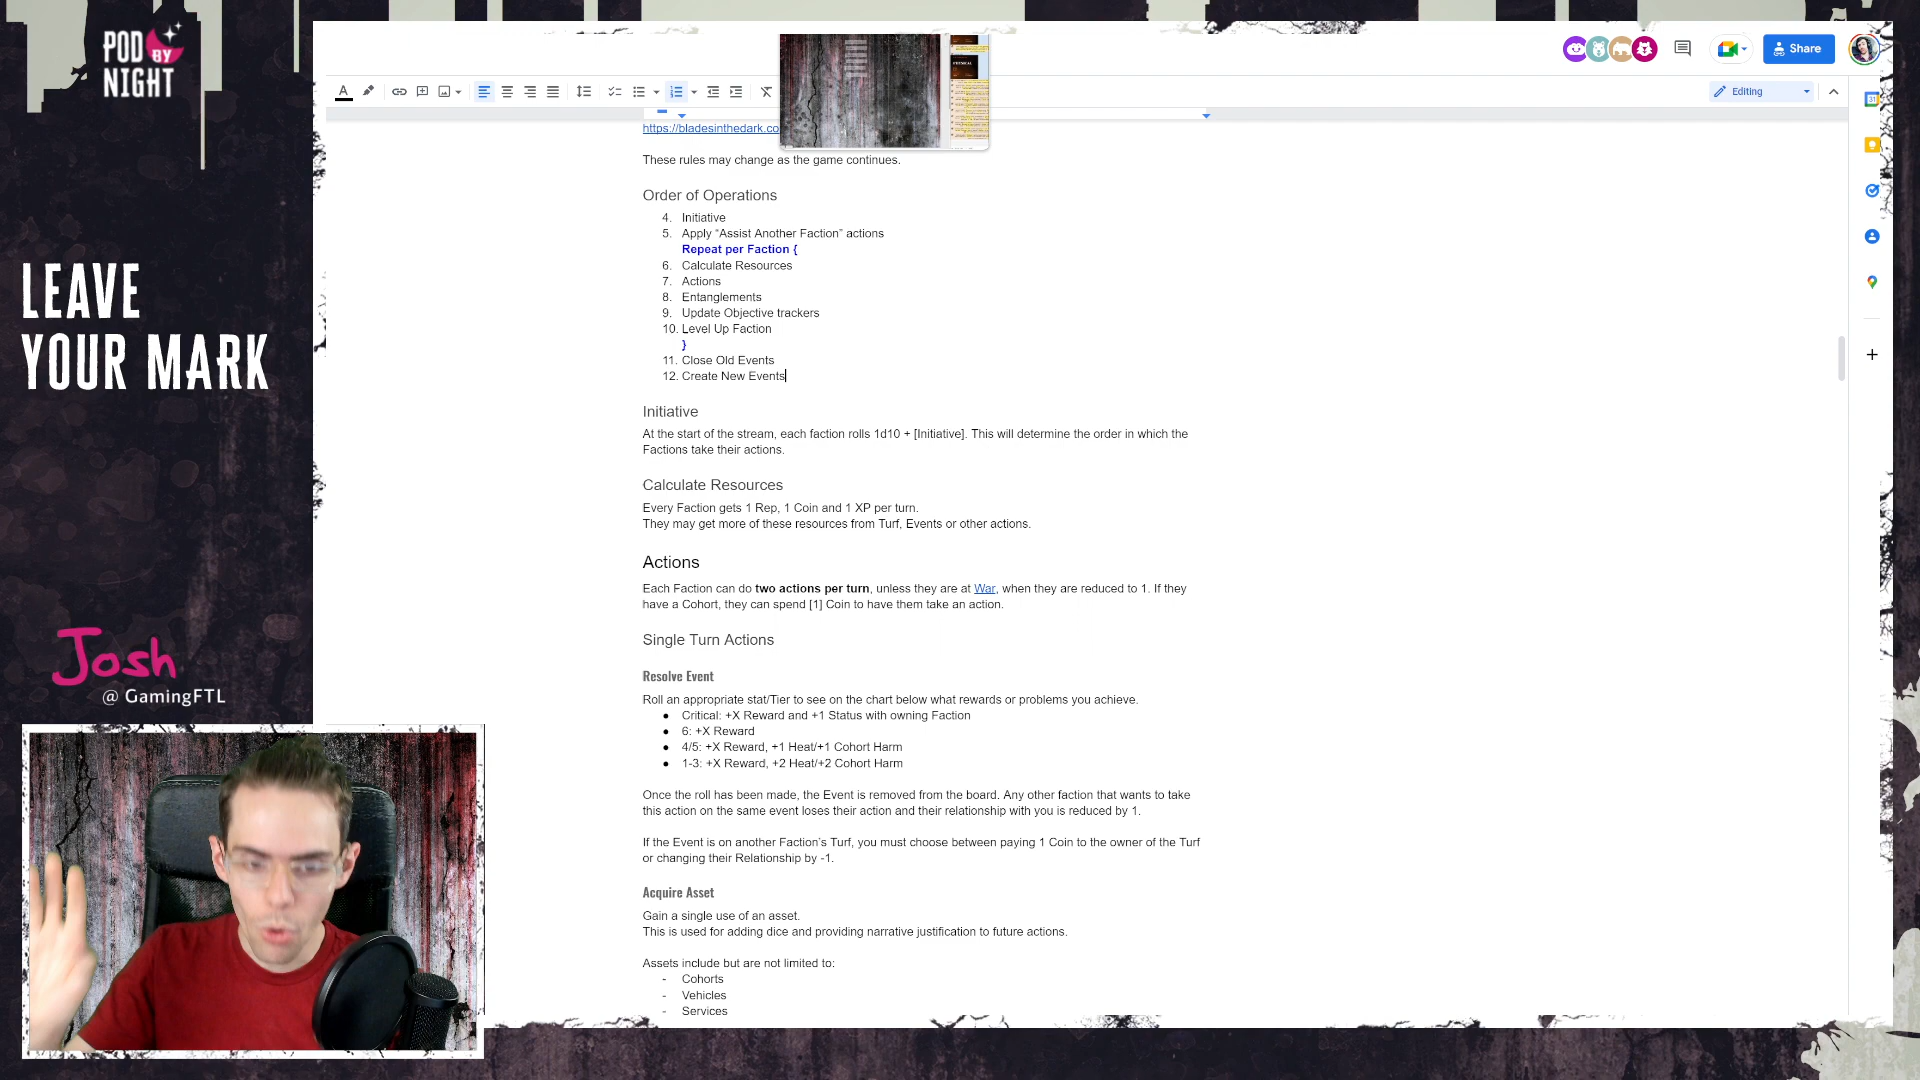 POD
BY
NIGHT
Share
Editing
https://bladesinthedark.co
These rules may change as the game continues.
Order of Operations
4. Initiative
5. Apply “Assist Another Faction” actions
Repeat per Faction {
6. Calculate Resources
7. Actions
8. Entanglements
9. Update Objective trackers
10. Level Up Faction
}
11. Close Old Events
12. Create New Events
Initiative
At the start of the stream, each faction rolls 1d10 + [Initiative]. This will determine the order in which the
Factions take their actions.
Calculate Resources
Every Faction gets 1 Rep, 1 Coin and 1 XP per turn.
They may get more of these resources from Turf, Events or other actions.
Actions
Each Faction can do two actions per turn, unless they are at War, when they are reduced to 1. If they
have a Cohort, they can spend [1] Coin to have them take an action.
Single Turn Actions
Resolve Event
Roll an appropriate stat/Tier to see on the chart below what rewards or problems you achieve.
● Critical: +X Reward and +1 Status with owning Faction
● 6: +X Reward
● 4/5: +X Reward, +1 Heat/+1 Cohort Harm
● 1-3: +X Reward, +2 Heat/+2 Cohort Harm
Once the roll has been made, the Event is removed from the board. Any other faction that wants to take
this action on the same event loses their action and their relationship with you is reduced by 1.
If the Event is on another Faction’s Turf, you must choose between paying 1 Coin to the owner of the Turf
or changing their Relationship by -1.
Acquire Asset
Gain a single use of an asset.
This is used for adding dice and providing narrative justification to future actions.
Assets include but are not limited to:
- Cohorts
- Vehicles
- Services
LEAVE
YOUR MARK
Josh
@ GamingFTL